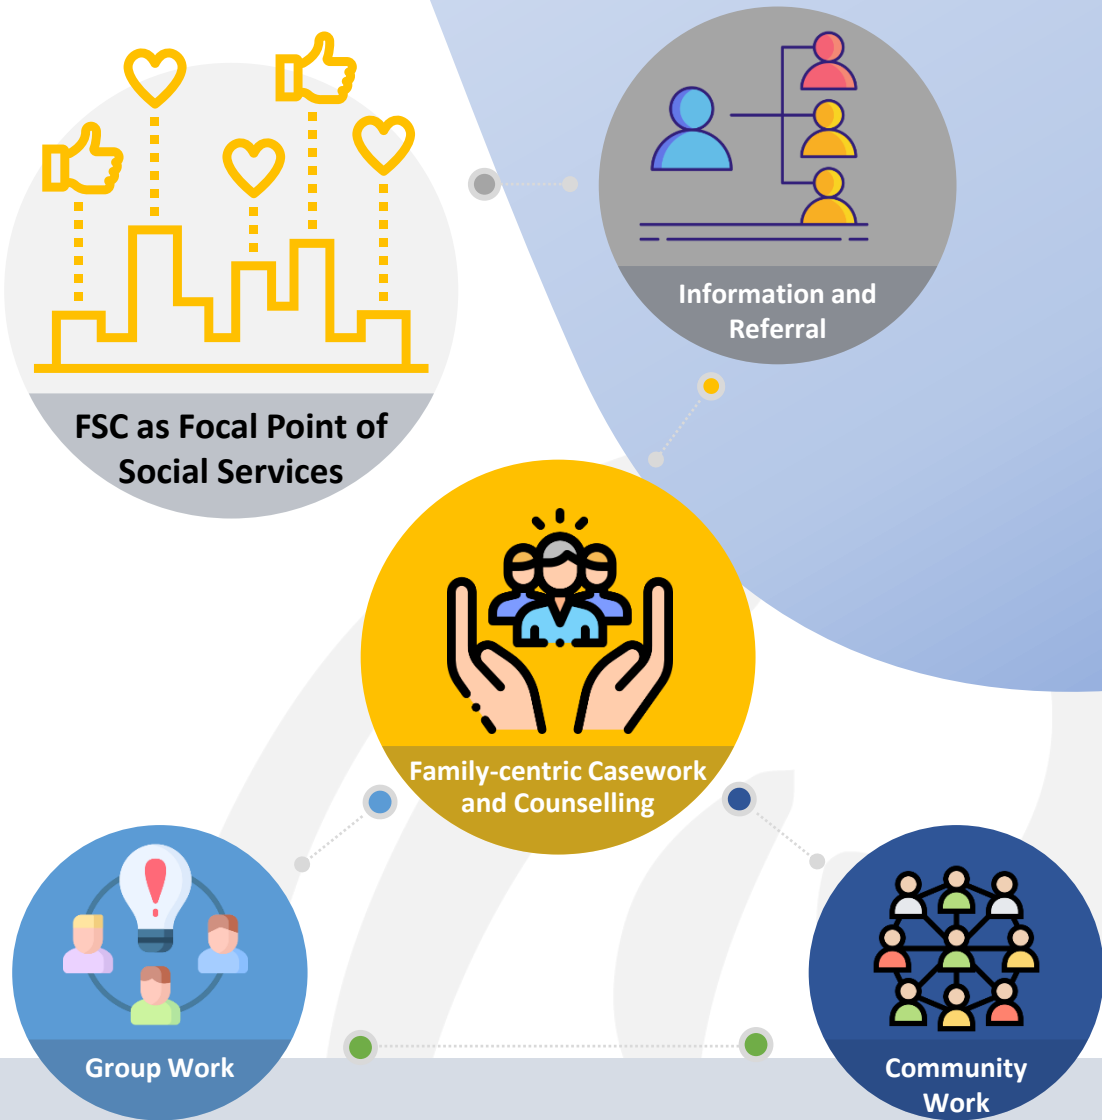 Information and
Referral
FSC as Focal Point of
Social Services
Family-centric Casework
and Counselling
Group Work
Community
Work